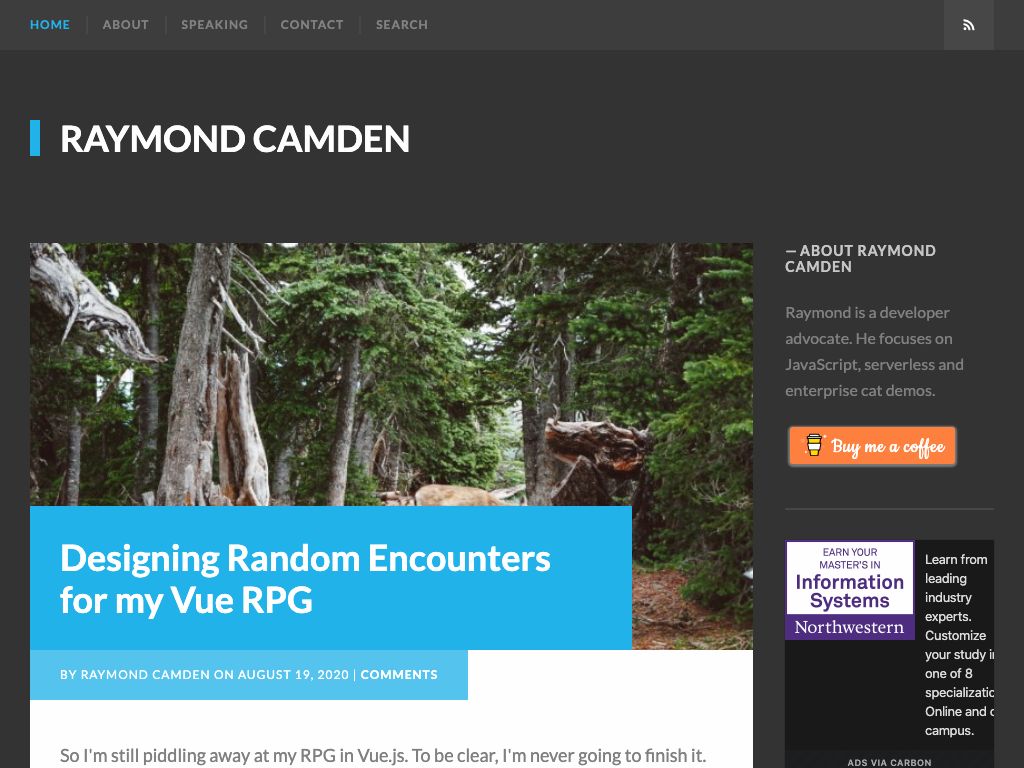 HOME
ABOUT
SPEAKING
CONTACT
SEARCH
RAYMOND CAMDEN
Designing Random Encounters
for my Vue RPG
BY RAYMOND CAMDEN ON AUGUST 19, 2020 | COMMENTS
So I'm still piddling away at my RPG in Vue.js. To be clear, I'm never going to finish it.
– ABOUT RAYMOND
CAMDEN
Raymond is a developer
advocate. He focuses on
JavaScript, serverless and
enterprise cat demos.
Buy me a coffee
EARN YOUR
MASTER'S IN
Information
Systems
Northwestern
Learn from
leading
industry
experts.
Customize
your study
one of 8
Online and
campus.
ADS VIA CARBON